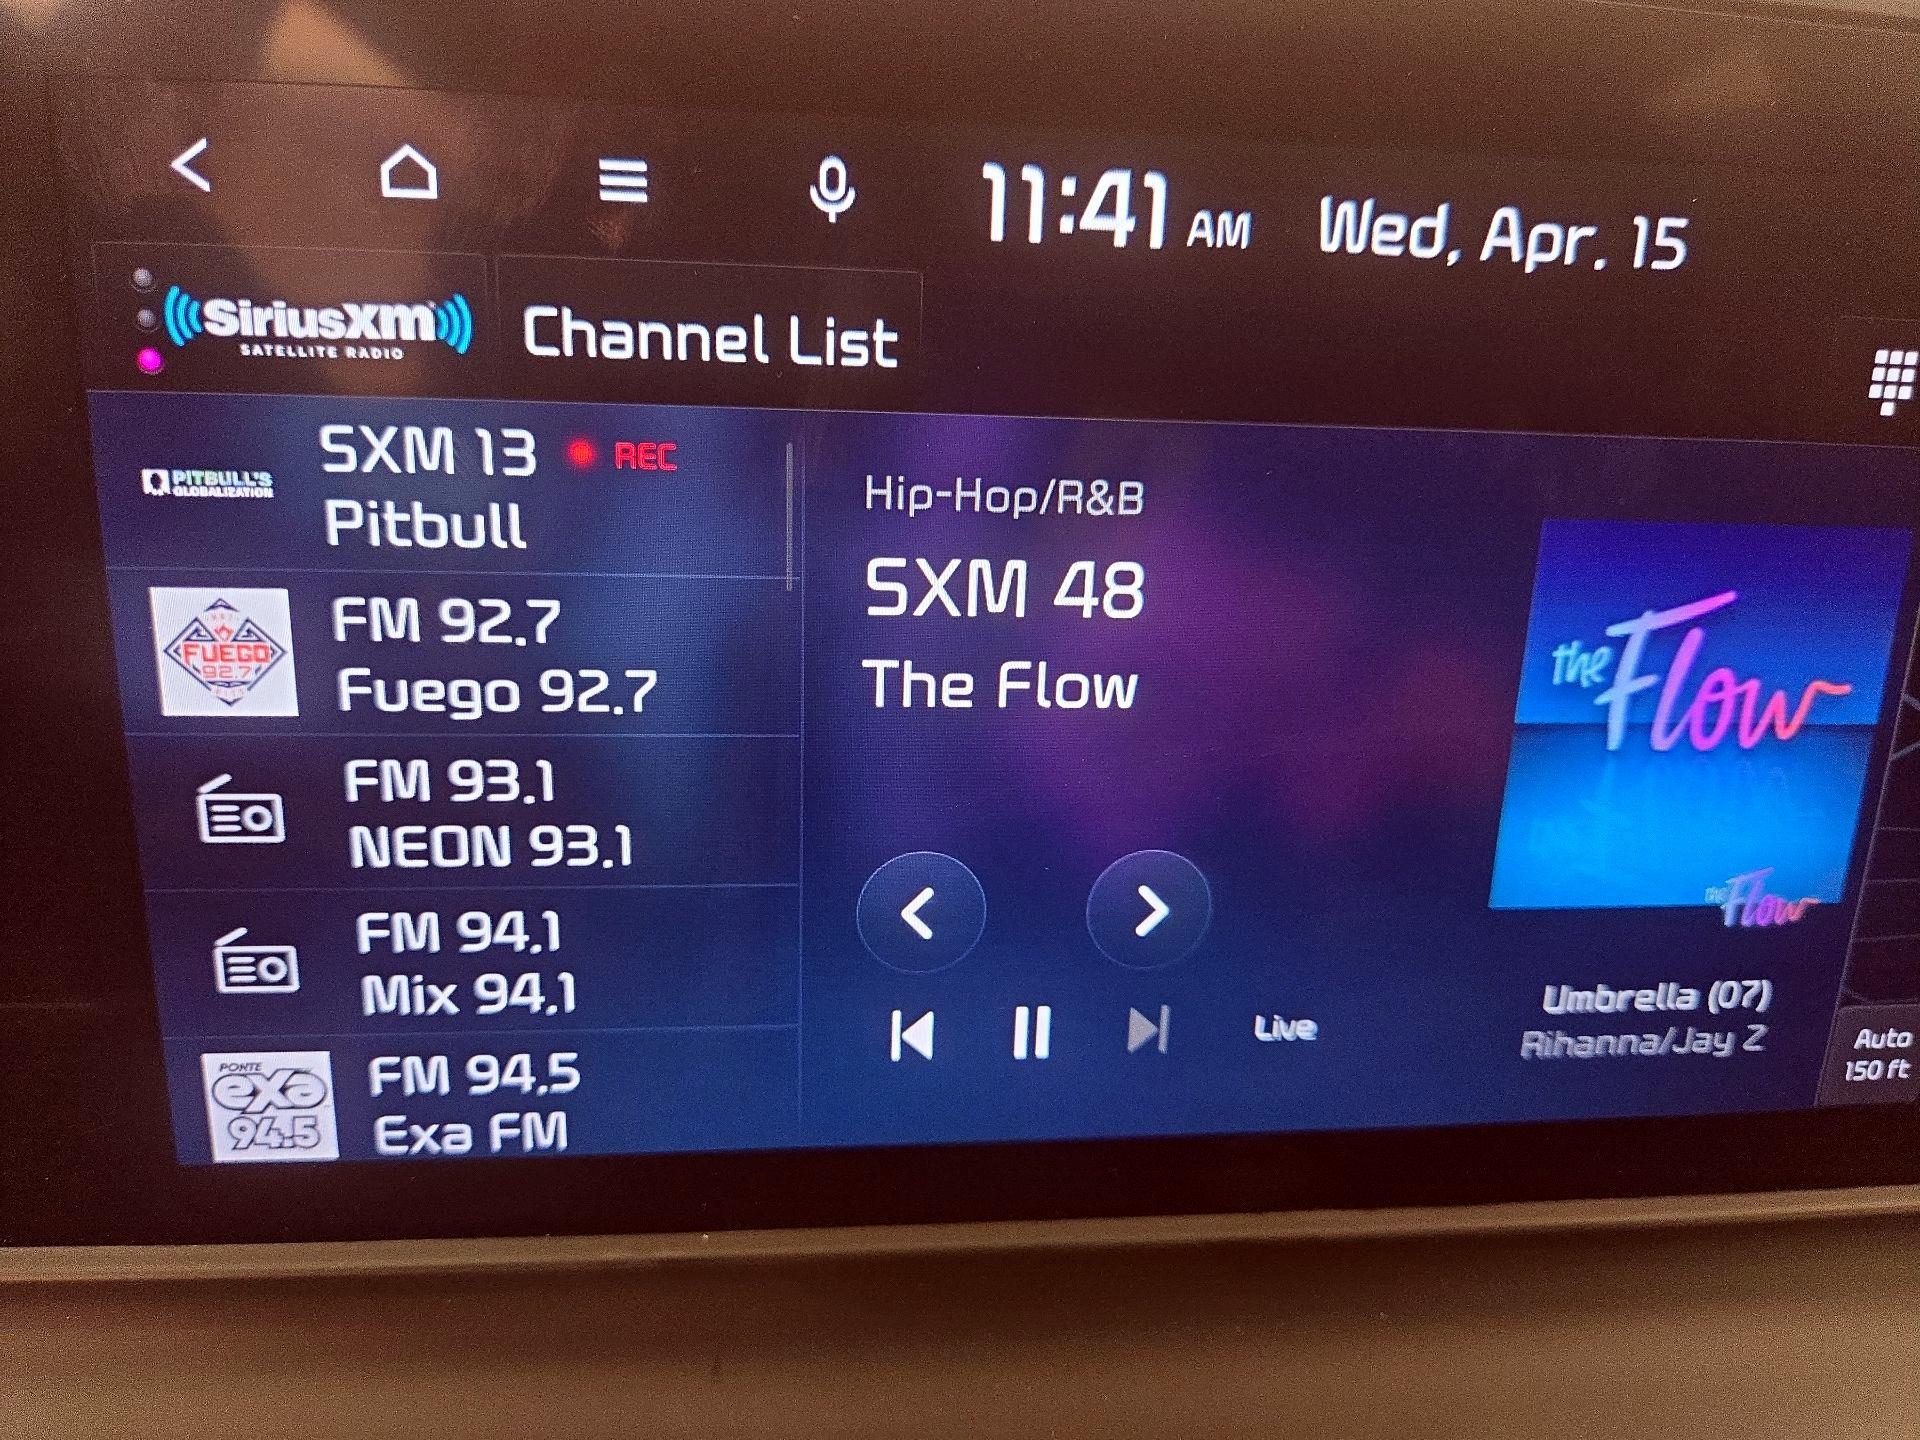 11:41 AM Wed, Apr. 15
SiriusXM
SATELLITE RADIO
Channel List
PITBULL'S
GLOBALIZATION
SXM 13 REC
Pitbull
FUEGO
92.7
FM 92.7
Fuego 92.7
FM 93.1
NEON 93.1
FM 94.1
Mix 94.1
PONTE
exa
94.5
FM 94.5
Exa FM
Hip-Hop/R&B
SXM 48
The Flow
Live
the Flow
the Flow
Umbrella (07)
Rihanna/Jay Z
Auto
150 ft